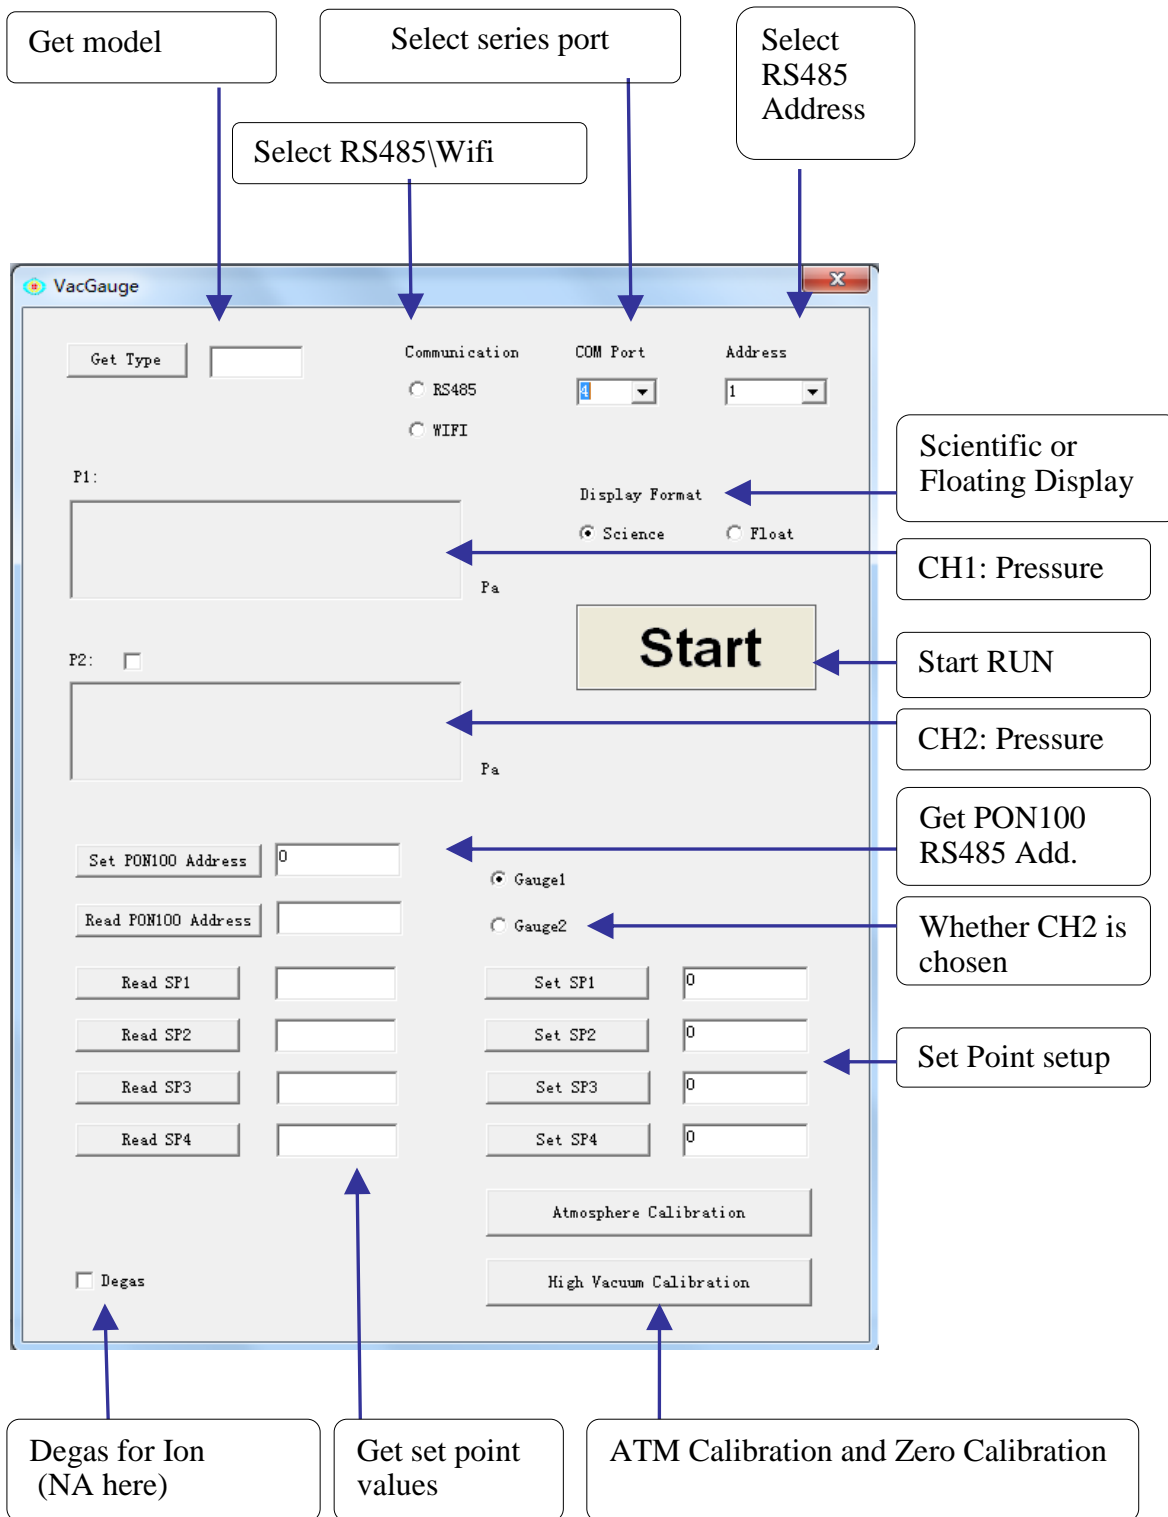 Get model
Select series port
Select
RS485
Address
Select RS485\Wifi
VacGauge
Get Type
Communication
COM Port
Address
RS485
4
1
WIFI
Scientific or
Floating Display
P1:
Display Format
Science
Float
CH1: Pressure
Pa
Start
P2:
Start RUN
CH2: Pressure
Pa
Get PON100
RS485 Add.
Set PON100 Address
0
Gauge1
Read PON100 Address
Gauge2
Whether CH2 is
chosen
Read SP1
Set SP1
0
Read SP2
Set SP2
0
Set Point setup
Read SP3
Set SP3
0
Read SP4
Set SP4
0
Atmosphere Calibration
Degas
High Vacuum Calibration
Degas for Ion
(NA here)
Get set point
values
ATM Calibration and Zero Calibration